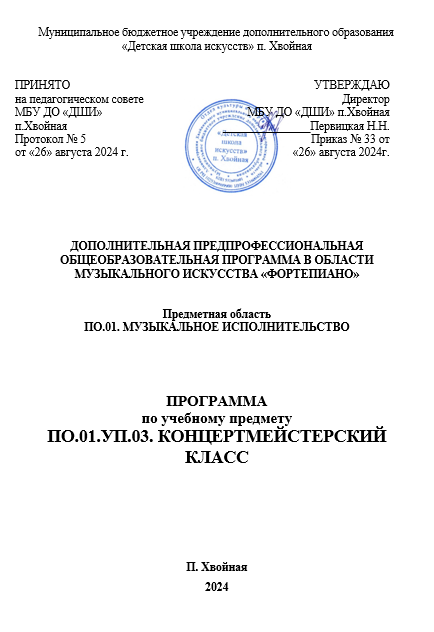 Муниципальное бюджетное учреждение дополнительного образования
«Детская школа искусств» п. Хвойная
ПРИНЯТО
на педагогическом совете
МБУ ДО «ДШИ»
п.Хвойная
Протокол № 5
от «26» августа 2024 г.
УТВЕРЖДАЮ
Директор
МБУ ДО «ДШИ» п.Хвойная
Первицкая Н.Н.
Приказ № 33 от
«26» августа 2024г.
«Детская
школа
искусств»
п. Хвойная
ДОПОЛНИТЕЛЬНАЯ ПРЕДПРОФЕССИОНАЛЬНАЯ
ОБЩЕОБРАЗОВАТЕЛЬНАЯ ПРОГРАММА В ОБЛАСТИ
МУЗЫКАЛЬНОГО ИСКУССТВА «ФОРТЕПИАНО»
Предметная область
ПО.01. МУЗЫКАЛЬНОЕ ИСПОЛНИТЕЛЬСТВО
ПРОГРАММА
по учебному предмету
ПО.01.УП.03. КОНЦЕРТМЕЙСТЕРСКИЙ
КЛАСС
П. Хвойная
2024